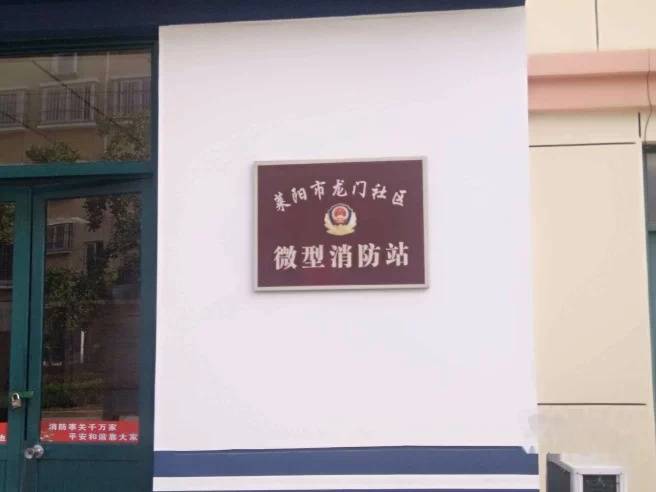 莱阳市龙门社区
微型消防站
消防事关千万家
平安和谐靠大家